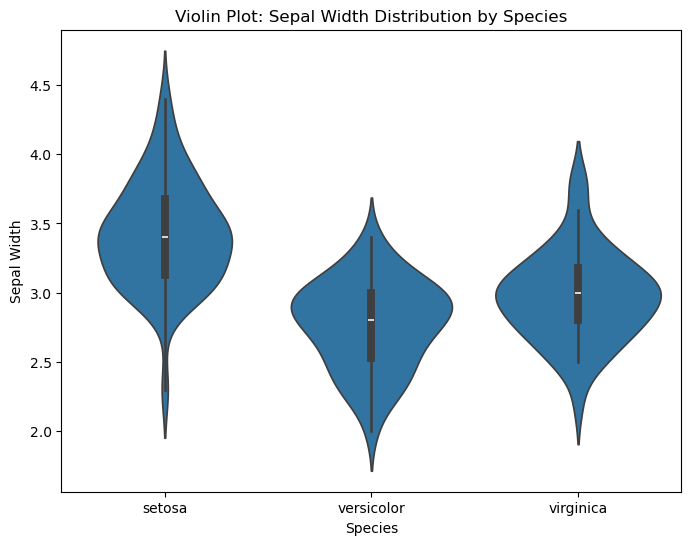 Violin Plot: Sepal Width Distribution by Species
4.5
4.0
3.5
3.0
2.5
2.0
Sepal Width
setosa
versicolor
virginica
Species